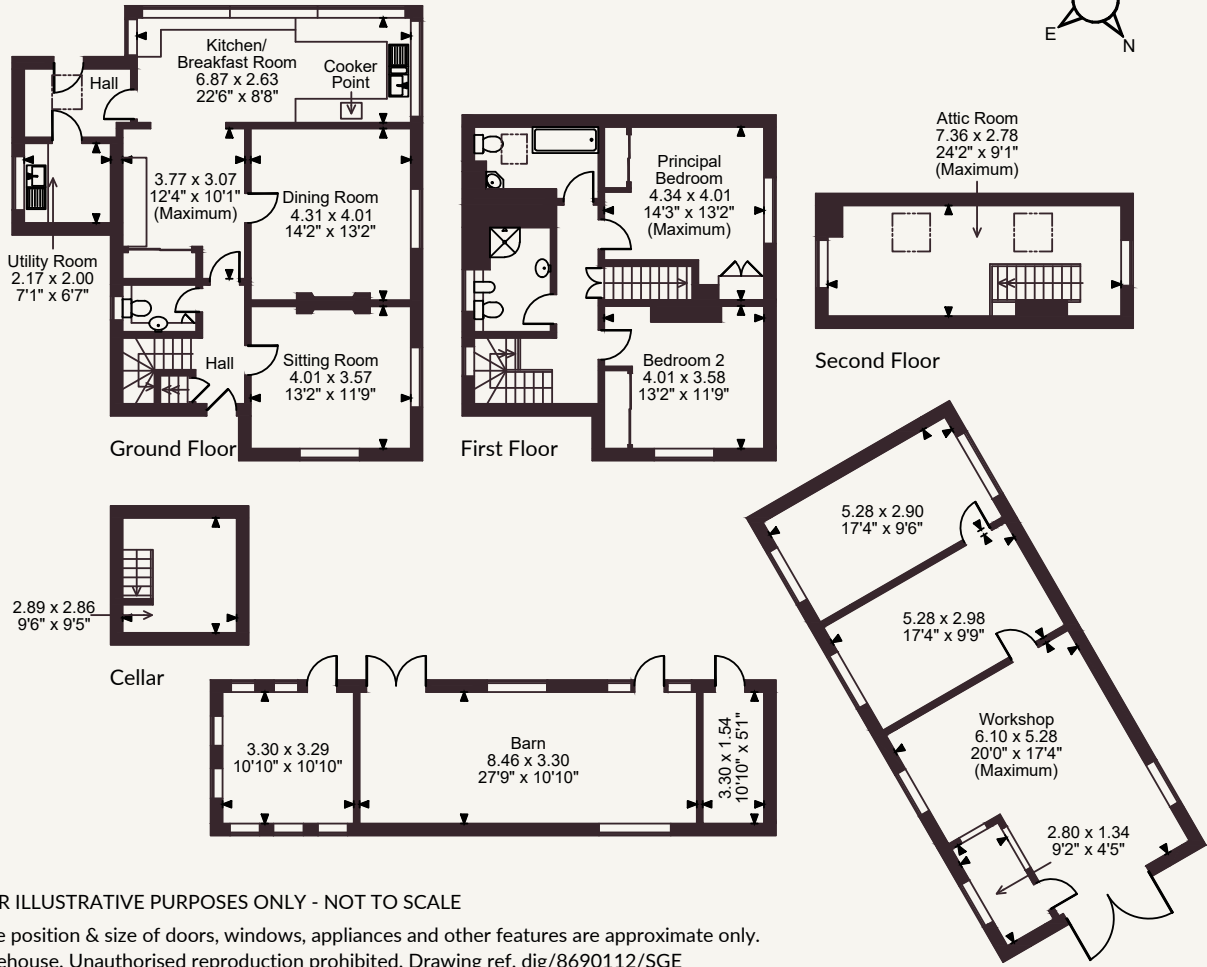 E
N
Kitchen/
Breakfast Room
6.87 x 2.63
22'6" x 8'8"
Cooker
Point
Hall
3.77 x 3.07
12'4" x 10'1"
(Maximum)
Dining Room
4.31 x 4.01
14'2" x 13'2"
Utility Room
2.17 x 2.00
7'1" x 6'7"
Hall
Sitting Room
4.01 x 3.57
13'2" x 11'9"
Ground Floor
Principal
Bedroom
4.34 x 4.01
14'3" x 13'2"
(Maximum)
Bedroom 2
4.01 x 3.58
13'2" x 11'9"
First Floor
Attic Room
7.36 x 2.78
24'2" x 9'1"
(Maximum)
Second Floor
2.89 x 2.86
9'6" x 9'5"
Cellar
3.30 x 3.29
10'10" x 10'10"
Barn
8.46 x 3.30
27'9" x 10'10"
3.30 x 1.54
10'10" x 5'1"
5.28 x 2.90
17'4" x 9'6"
5.28 x 2.98
17'4" x 9'9"
Workshop
6.10 x 5.28
20'0" x 17'4"
(Maximum)
2.80 x 1.34
9'2" x 4'5"
R ILLUSTRATIVE PURPOSES ONLY - NOT TO SCALE
e position & size of doors, windows, appliances and other features are approximate only.
ehouse. Unauthorised reproduction prohibited. Drawing ref. dig/8690112/SGE